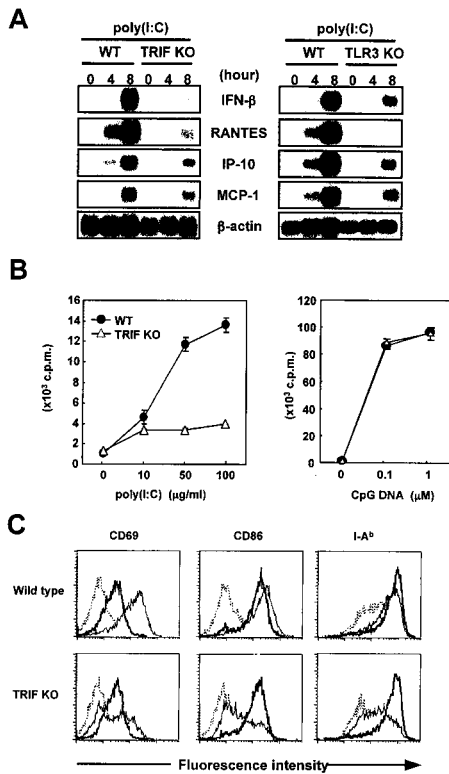 A
poly(I:C) poly(I:C)
WT TRIF KO WT TLR3 KO
0 4 8 0 4 8 (hour) 0 4 8 0 4 8
IFN-β
RANTES
IP-10
MCP-1
β-actin
B
16
14
12
10
8
6
4
2
0
(x10³ c.p.m.)
WT
TRIF KO
0 10 50 100
poly(I:C) (μg/ml)
120
100
80
60
40
20
0
(x10³ c.p.m.)
0 0.1 1
CpG DNA (μM)
C
CD69 CD86 I-Aᵇ
Wild type
TRIF KO
Fluorescence intensity